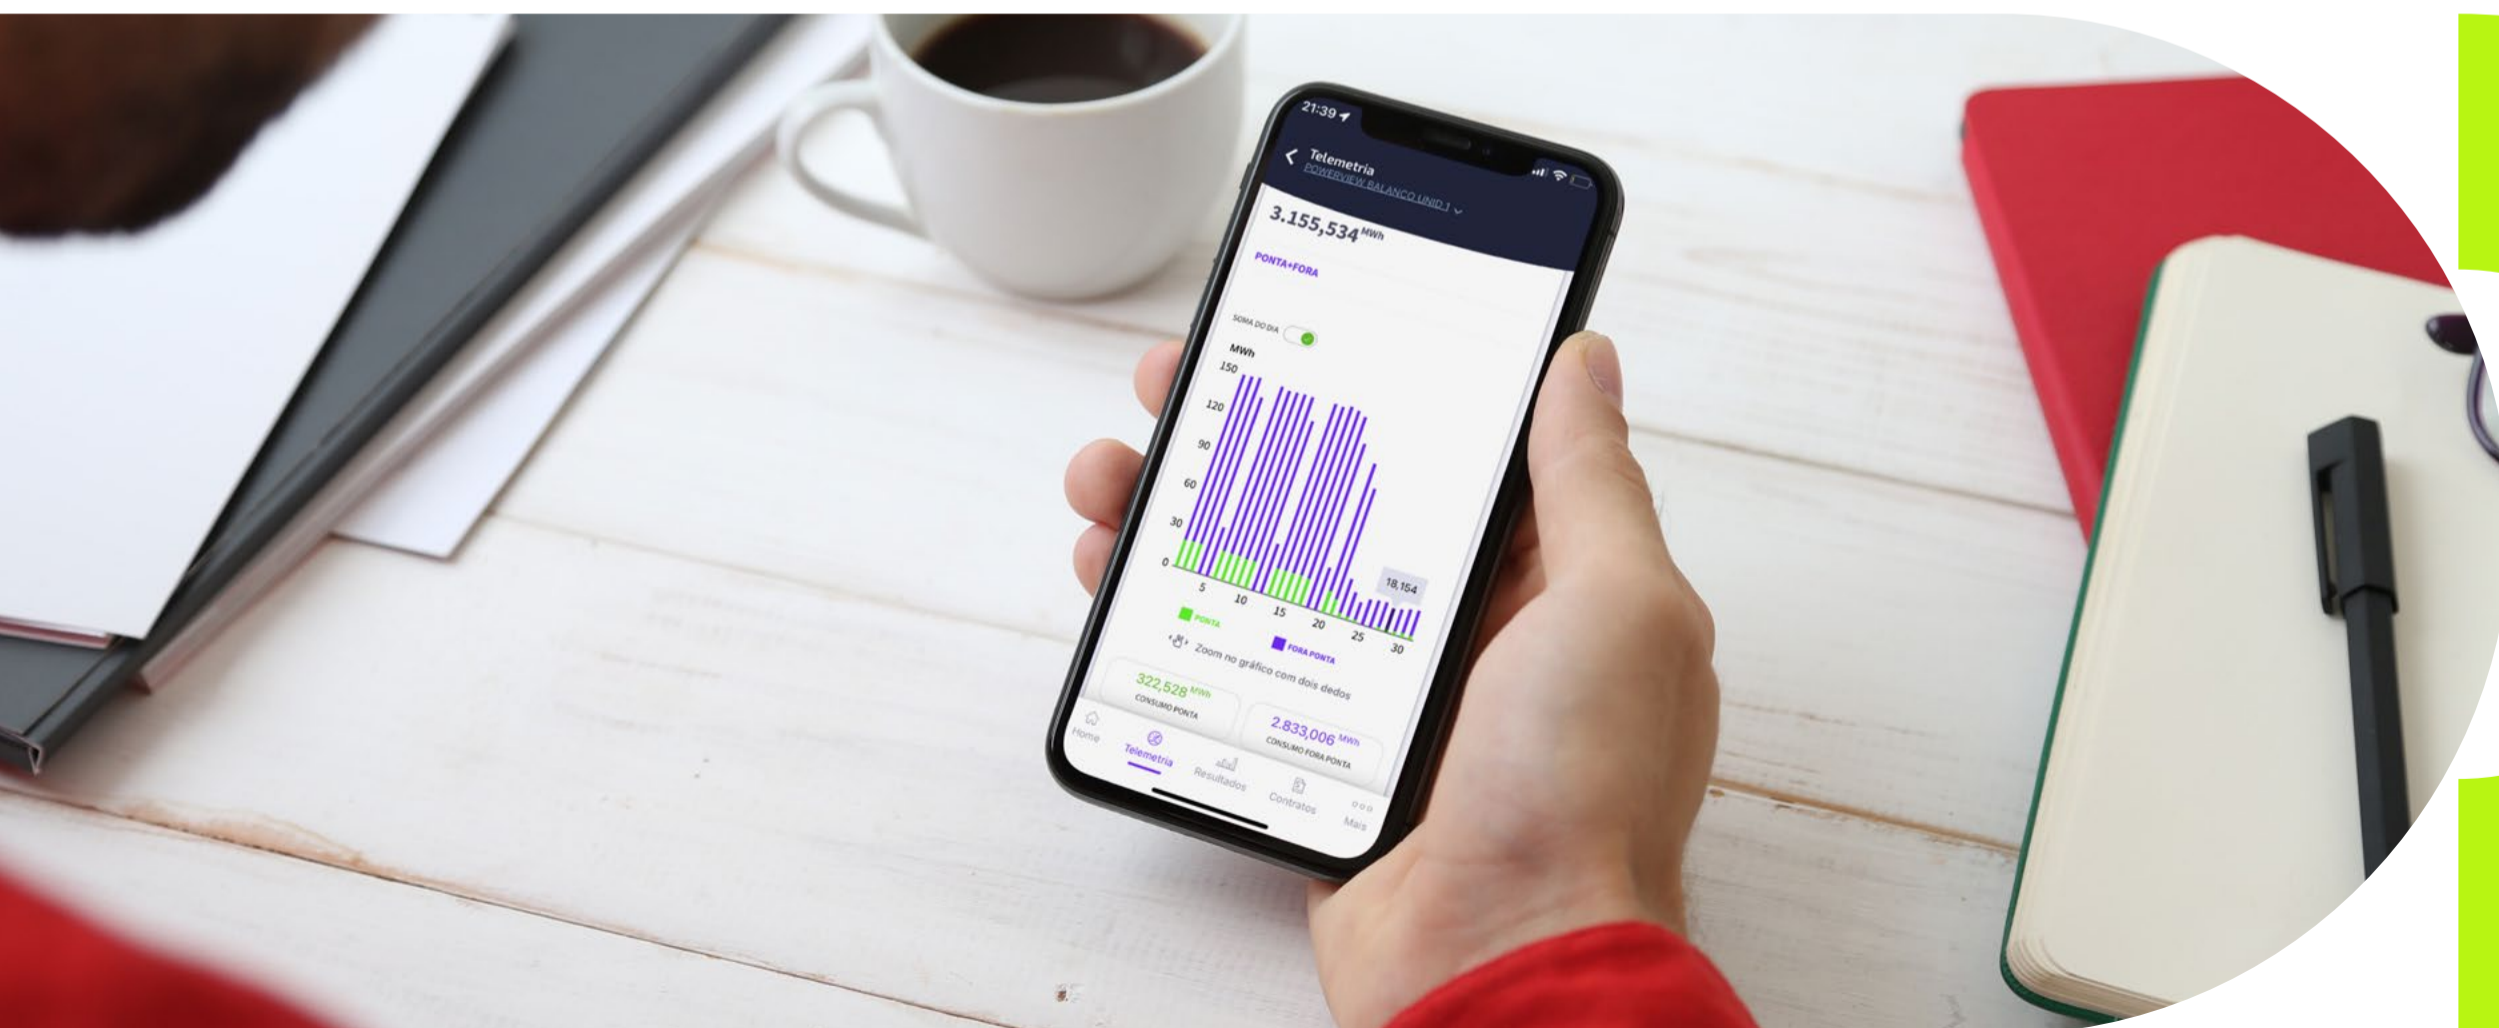 21:39
Telemetria
POWERVIEW BALANCO UNID 1
3.155,534 MWh
PONTA+FORA
SOMA DO DIA
MWh
150
120
90
60
30
0
18,154
5 10 15 20 25 30
PONTA
FORA PONTA
Zoom no gráfico com dois dedos
322,528 MWh
CONSUMO PONTA
2.833,006 MWh
CONSUMO FORA PONTA
Home
Telemetria
Resultados
Contratos
Mais